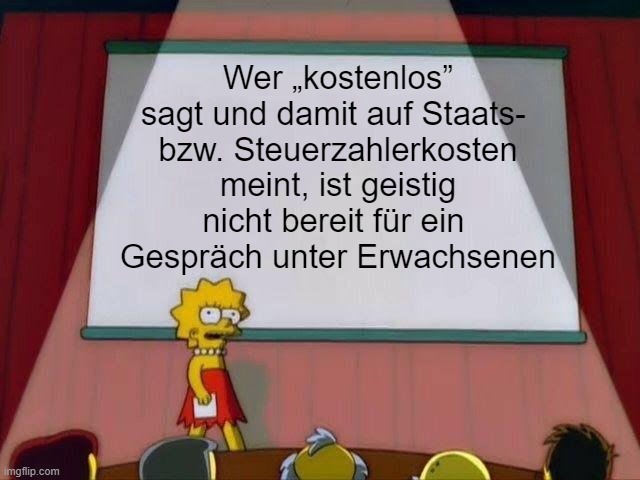 Wer „kostenlos”
sagt und damit auf Staats-
bzw. Steuerzahlerkosten
meint, ist geistig
nicht bereit für ein
Gespräch unter Erwachsenen
imgflip.com